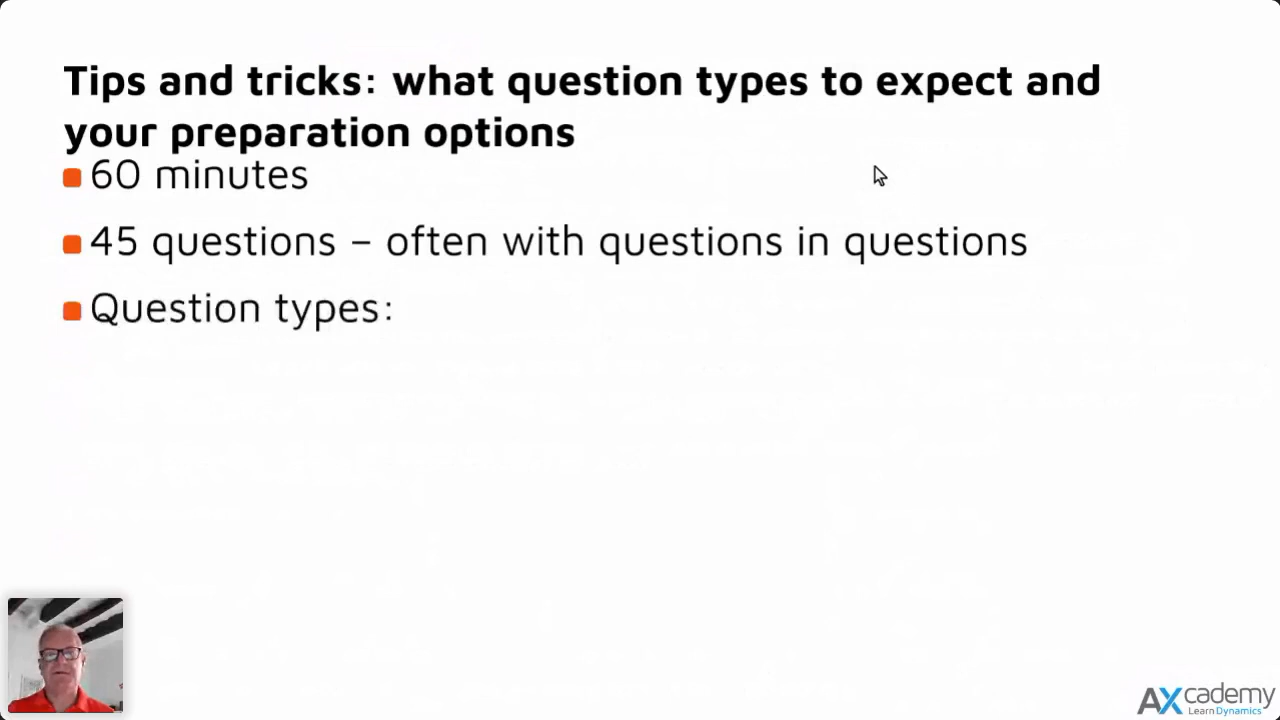 Tips and tricks: what question types to expect and
your preparation options
60 minutes
45 questions – often with questions in questions
Question types:
AXcademy
Learn Dynamics